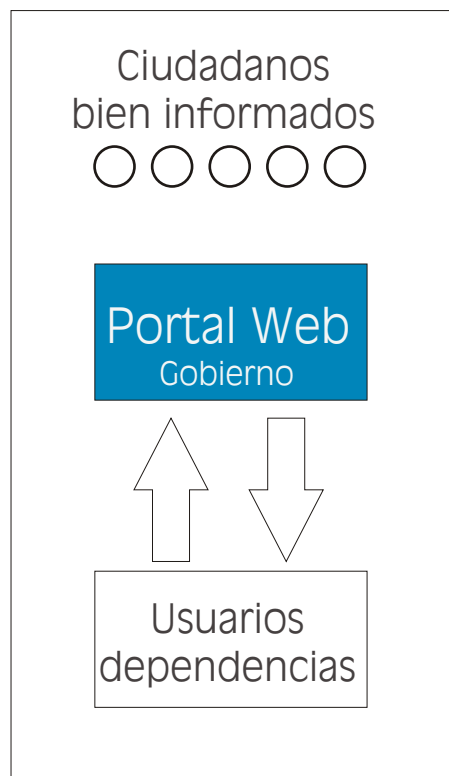 Ciudadanos
bien informados
Portal Web
Gobierno
Usuarios
dependencias